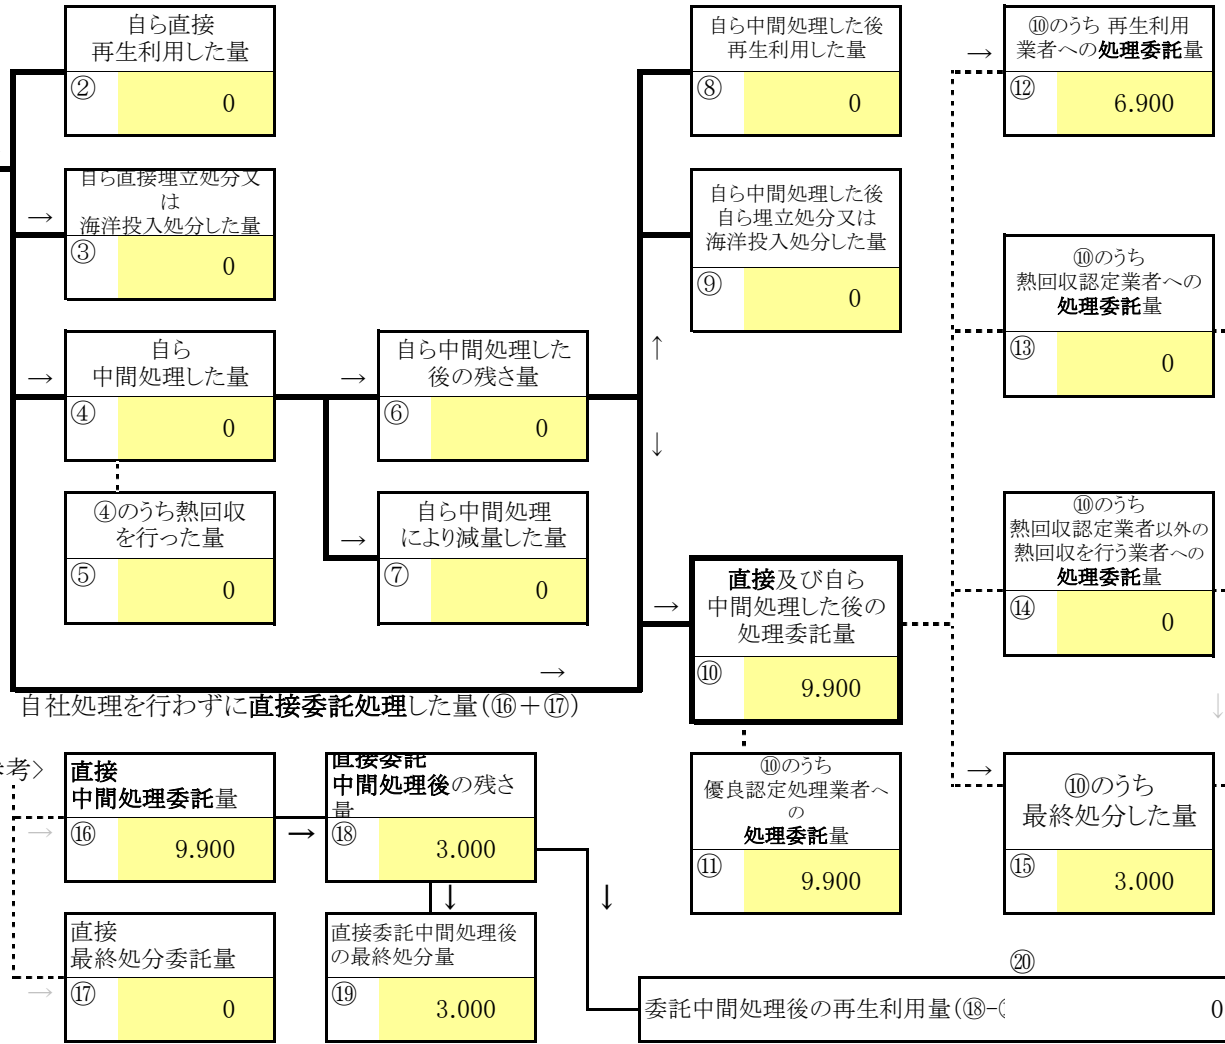 自ら直接
再生利用した量
②
0
自ら直接埋立処分又
は
海洋投入処分した量
→
③
0
自ら
中間処理した量
→
④
0
④のうち熱回収
を行った量
⑤
0
自ら中間処理した
後の残さ量
→
⑥
0
自ら中間処理
により減量した量
→
⑦
0
自ら中間処理した後
再生利用した量
⑧
0
自ら中間処理した後
自ら埋立処分又は
海洋投入処分した量
⑨
0
↑
↓
直接及び自ら
中間処理した後の
処理委託量
→
⑩
9.900
⑩のうち
優良認定処理業者へ
の
処理委託量
⑪
9.900
⑩のうち 再生利用
業者への処理委託量
→
⑫
6.900
⑩のうち
熱回収認定業者への
処理委託量
⑬
0
⑩のうち
熱回収認定業者以外の
熱回収を行う業者への
処理委託量
⑭
0
↓
⑩のうち
最終処分した量
→
⑮
3.000
→
自社処理を行わずに直接委託処理した量(⑯+⑰)
考>
直接
中間処理委託量
→
⑯
9.900
直接
最終処分委託量
→
⑰
0
直接委託
中間処理後の残さ
量
→
⑱
3.000
↓
↓
直接委託中間処理後
の最終処分量
⑲
3.000
⑳
委託中間処理後の再生利用量(⑱-
0